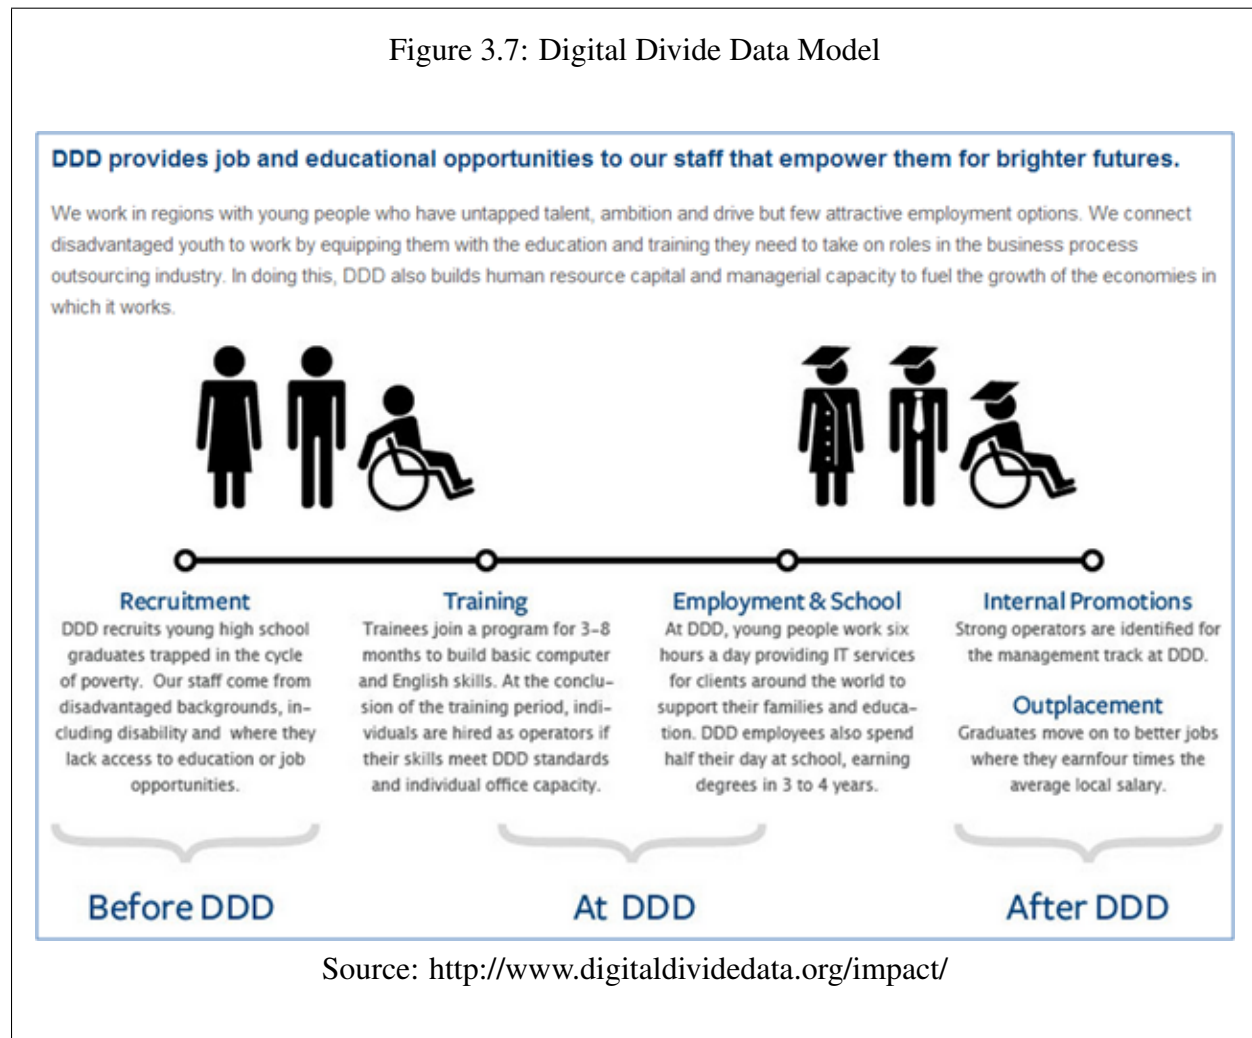 Figure 3.7: Digital Divide Data Model
DDD provides job and educational opportunities to our staff that empower them for brighter futures.
We work in regions with young people who have untapped talent, ambition and drive but few attractive employment options. We connect
disadvantaged youth to work by equipping them with the education and training they need to take on roles in the business process
outsourcing industry. In doing this, DDD also builds human resource capital and managerial capacity to fuel the growth of the economies in
which it works.
Recruitment
DDD recruits young high school
graduates trapped in the cycle
of poverty. Our staff come from
disadvantaged backgrounds, in-
cluding disability and where they
lack access to education or job
opportunities.
Training
Trainees join a program for 3-8
months to build basic computer
and English skills. At the conclu-
sion of the training period, indi-
viduals are hired as operators if
their skills meet DDD standards
and individual office capacity.
Employment & School
At DDD, young people work six
hours a day providing IT services
for clients around the world to
support their families and educa-
tion. DDD employees also spend
half their day at school, earning
degrees in 3 to 4 years.
Internal Promotions
Strong operators are identified for
the management track at DDD.
Outplacement
Graduates move on to better jobs
where they earnfour times the
average local salary.
Before DDD
At DDD
After DDD
Source: http://www.digitaldividedata.org/impact/